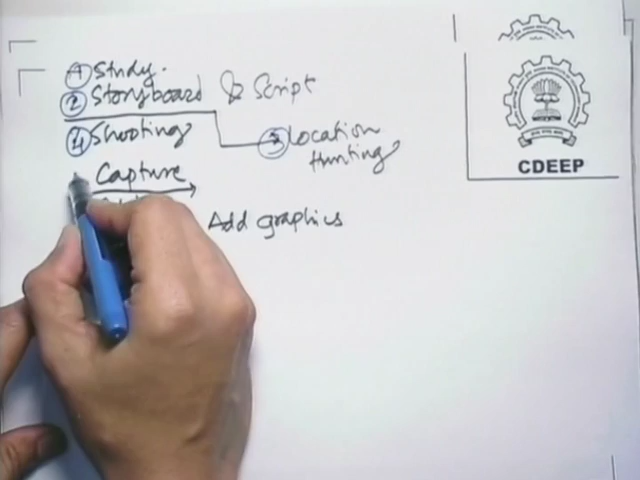 ① Study.
② Storyboard & Script
④ Shooting
③ Location
Hunting
Capture
Add graphics
CDEEP